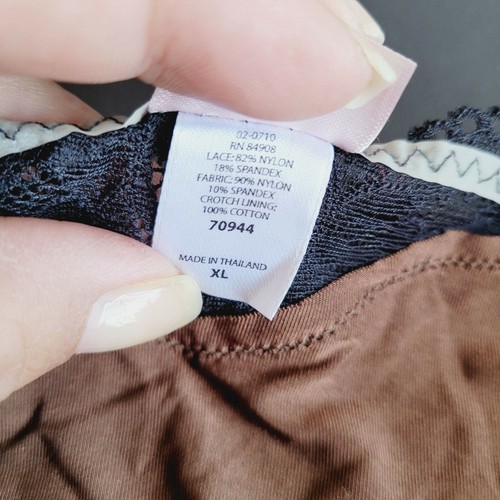 02-0710
RN 84908
LACE: 82% NYLON
18% SPANDEX
FABRIC: 90% NYLON
10% SPANDEX
CROTCH LINING:
100% COTTON
70944
MADE IN THAILAND
XL